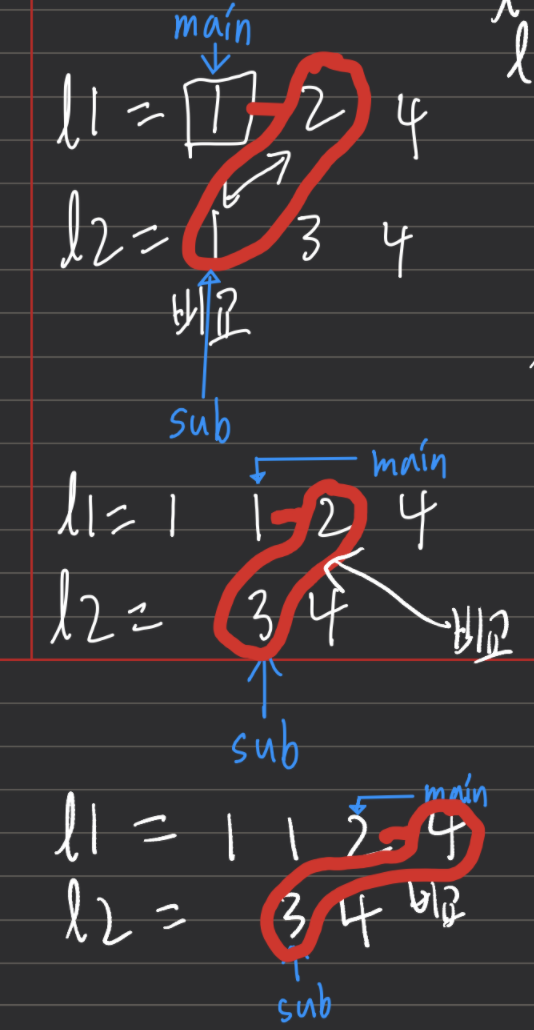 main
l1 = 1 2 4
l2 = 1 3 4
비교
sub
main
l1 = 1 1 2 4
l2 = 3 4
비교
sub
main
l1 = 1 1 2 4
l2 = 3 4 비교
sub